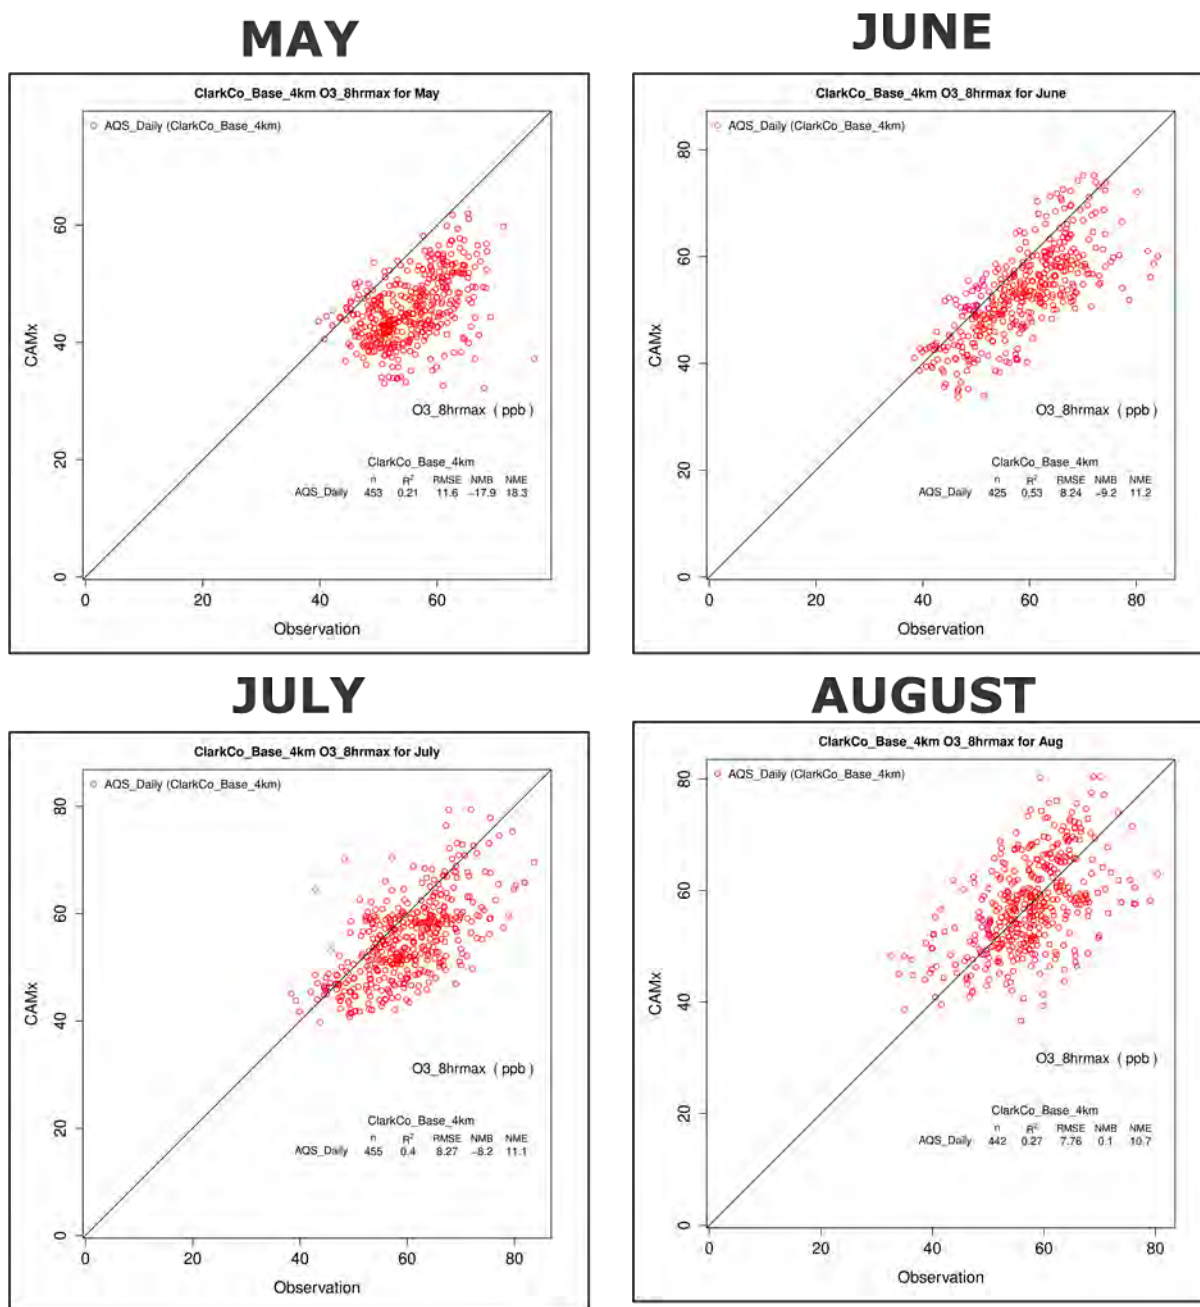 MAY
ClarkCo_Base_4km O3_8hrmax for May
AQS_Daily (ClarkCo_Base_4km)
60
40
20
0
CAMx
O3_8hrmax ( ppb )
ClarkCo_Base_4km
n R² RMSE NMB NME
AQS_Daily 453 0.21 11.6 −17.9 18.3
0 20 40 60
Observation
JUNE
ClarkCo_Base_4km O3_8hrmax for June
AQS_Daily (ClarkCo_Base_4km)
80
60
40
20
0
CAMx
O3_8hrmax ( ppb )
ClarkCo_Base_4km
n R² RMSE NMB NME
AQS_Daily 425 0.53 8.24 −9.2 11.2
0 20 40 60 80
Observation
JULY
ClarkCo_Base_4km O3_8hrmax for July
AQS_Daily (ClarkCo_Base_4km)
80
60
40
20
0
CAMx
O3_8hrmax ( ppb )
ClarkCo_Base_4km
n R² RMSE NMB NME
AQS_Daily 455 0.4 8.27 −8.2 11.1
0 20 40 60 80
Observation
AUGUST
ClarkCo_Base_4km O3_8hrmax for Aug
AQS_Daily (ClarkCo_Base_4km)
80
60
40
20
0
CAMx
O3_8hrmax ( ppb )
ClarkCo_Base_4km
n R² RMSE NMB NME
AQS_Daily 442 0.27 7.76 0.1 10.7
0 20 40 60 80
Observation